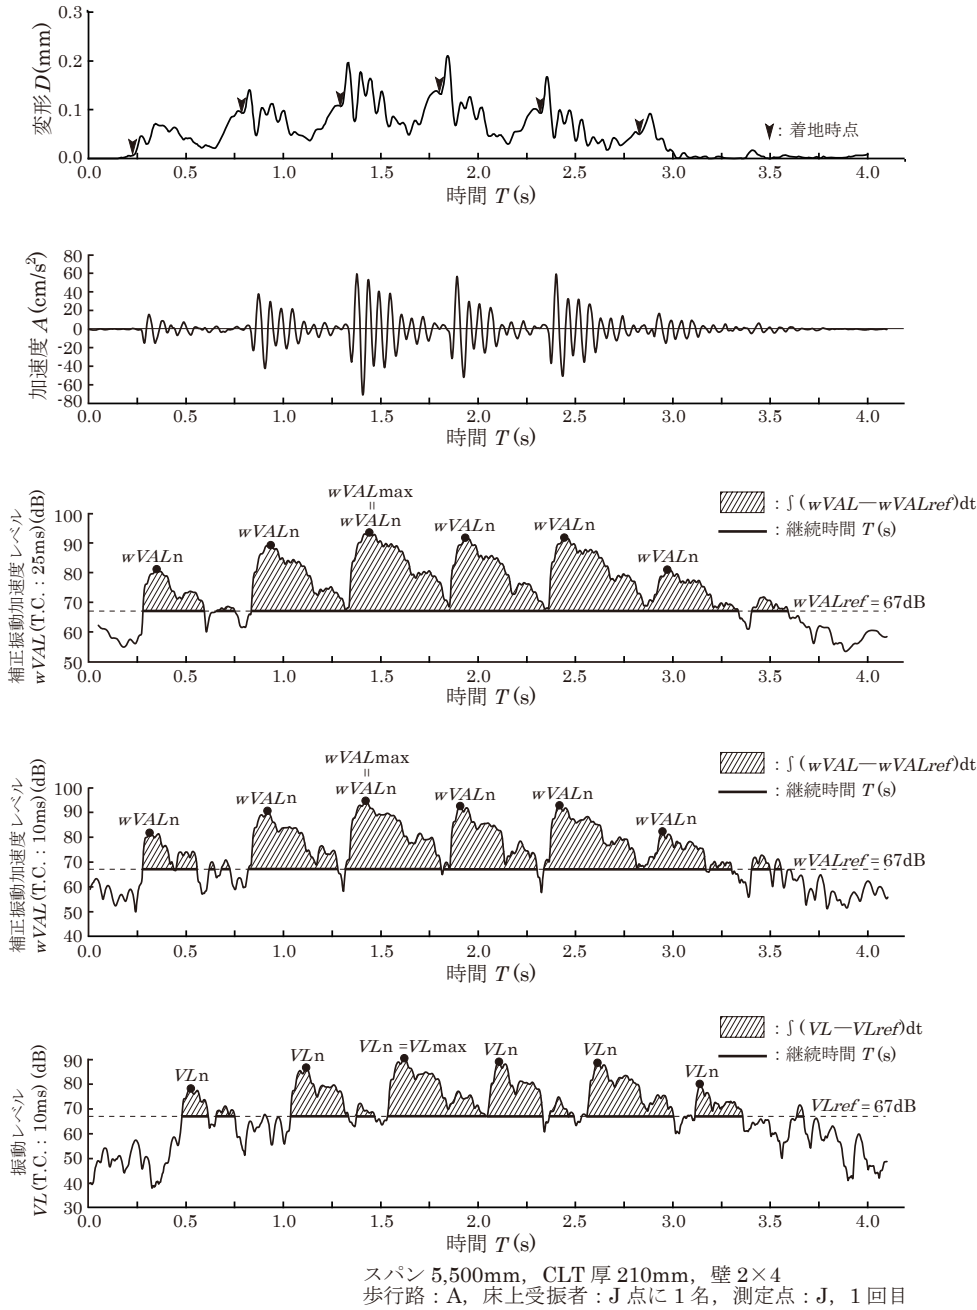 変形 D(mm)
0.3
0.2
0.1
0.0
▼：着地時点
0.0 0.5 1.0 1.5 2.0 2.5 3.0 3.5 4.0
時間 T (s)
加速度 A (cm/s²)
80
60
40
20
0
-20
-40
-60
-80
0.0 0.5 1.0 1.5 2.0 2.5 3.0 3.5 4.0
時間 T (s)
補正振動加速度レベル
wVAL(T.C.：25ms)(dB)
：∫(wVAL—wVALref)dt
：継続時間 T (s)
wVALmax
=
wVALn wVALn wVALn wVALn wVALn wVALn
100
90
80
70
60
50
wVALref = 67dB
0.0 0.5 1.0 1.5 2.0 2.5 3.0 3.5 4.0
時間 T (s)
補正振動加速度レベル
wVAL(T.C.：10ms)(dB)
：∫(wVAL—wVALref)dt
：継続時間 T (s)
wVALmax
=
wVALn wVALn wVALn wVALn wVALn wVALn
100
90
80
70
60
50
40
wVALref = 67dB
0.0 0.5 1.0 1.5 2.0 2.5 3.0 3.5 4.0
時間 T (s)
振動レベル
VL(T.C.：10ms) (dB)
：∫(VL—VLref)dt
：継続時間 T (s)
VLn VLn VLn =VLmax VLn VLn VLn
90
80
70
60
50
40
30
VLref = 67dB
0.0 0.5 1.0 1.5 2.0 2.5 3.0 3.5 4.0
時間 T (s)
スパン 5,500mm，CLT 厚 210mm，壁 2×4
歩行路：A，床上受振者：J 点に 1 名，測定点：J，1 回目